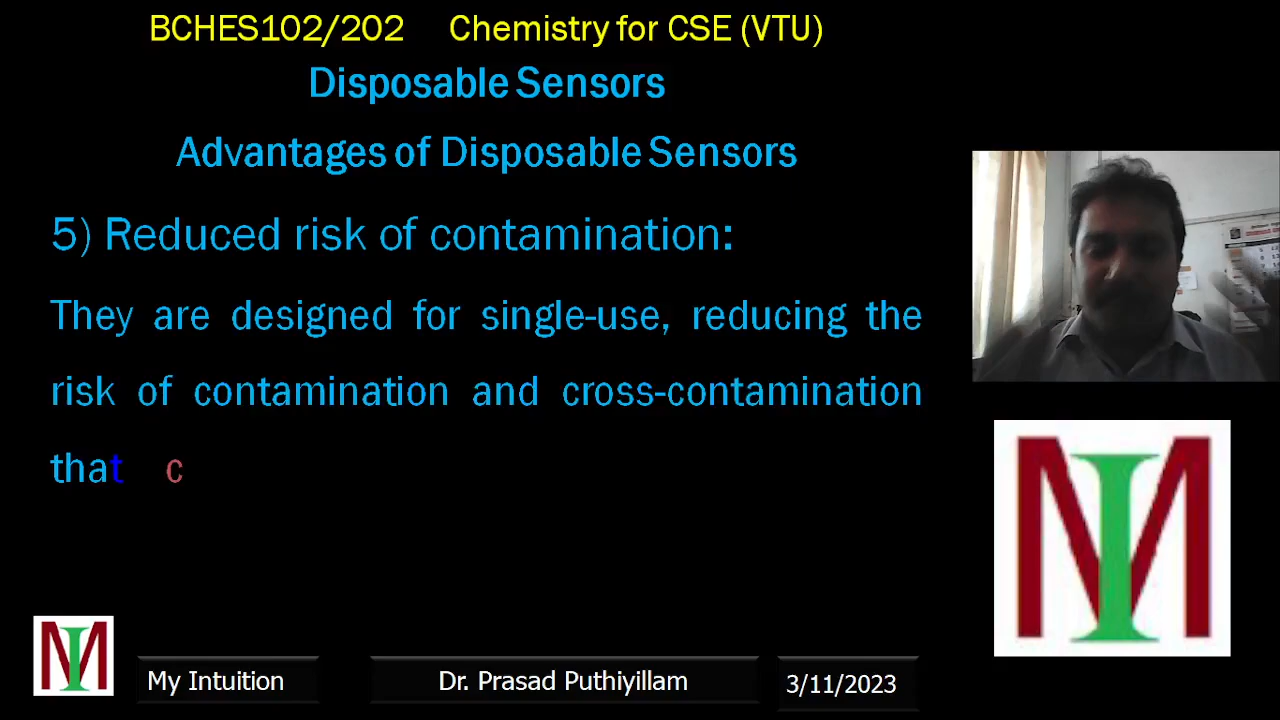 BCHES102/202 Chemistry for CSE (VTU)
Disposable Sensors
Advantages of Disposable Sensors
5) Reduced risk of contamination:
They are designed for single-use, reducing the
risk of contamination and cross-contamination
that c
MI
MI
My Intuition
Dr. Prasad Puthiyillam
3/11/2023